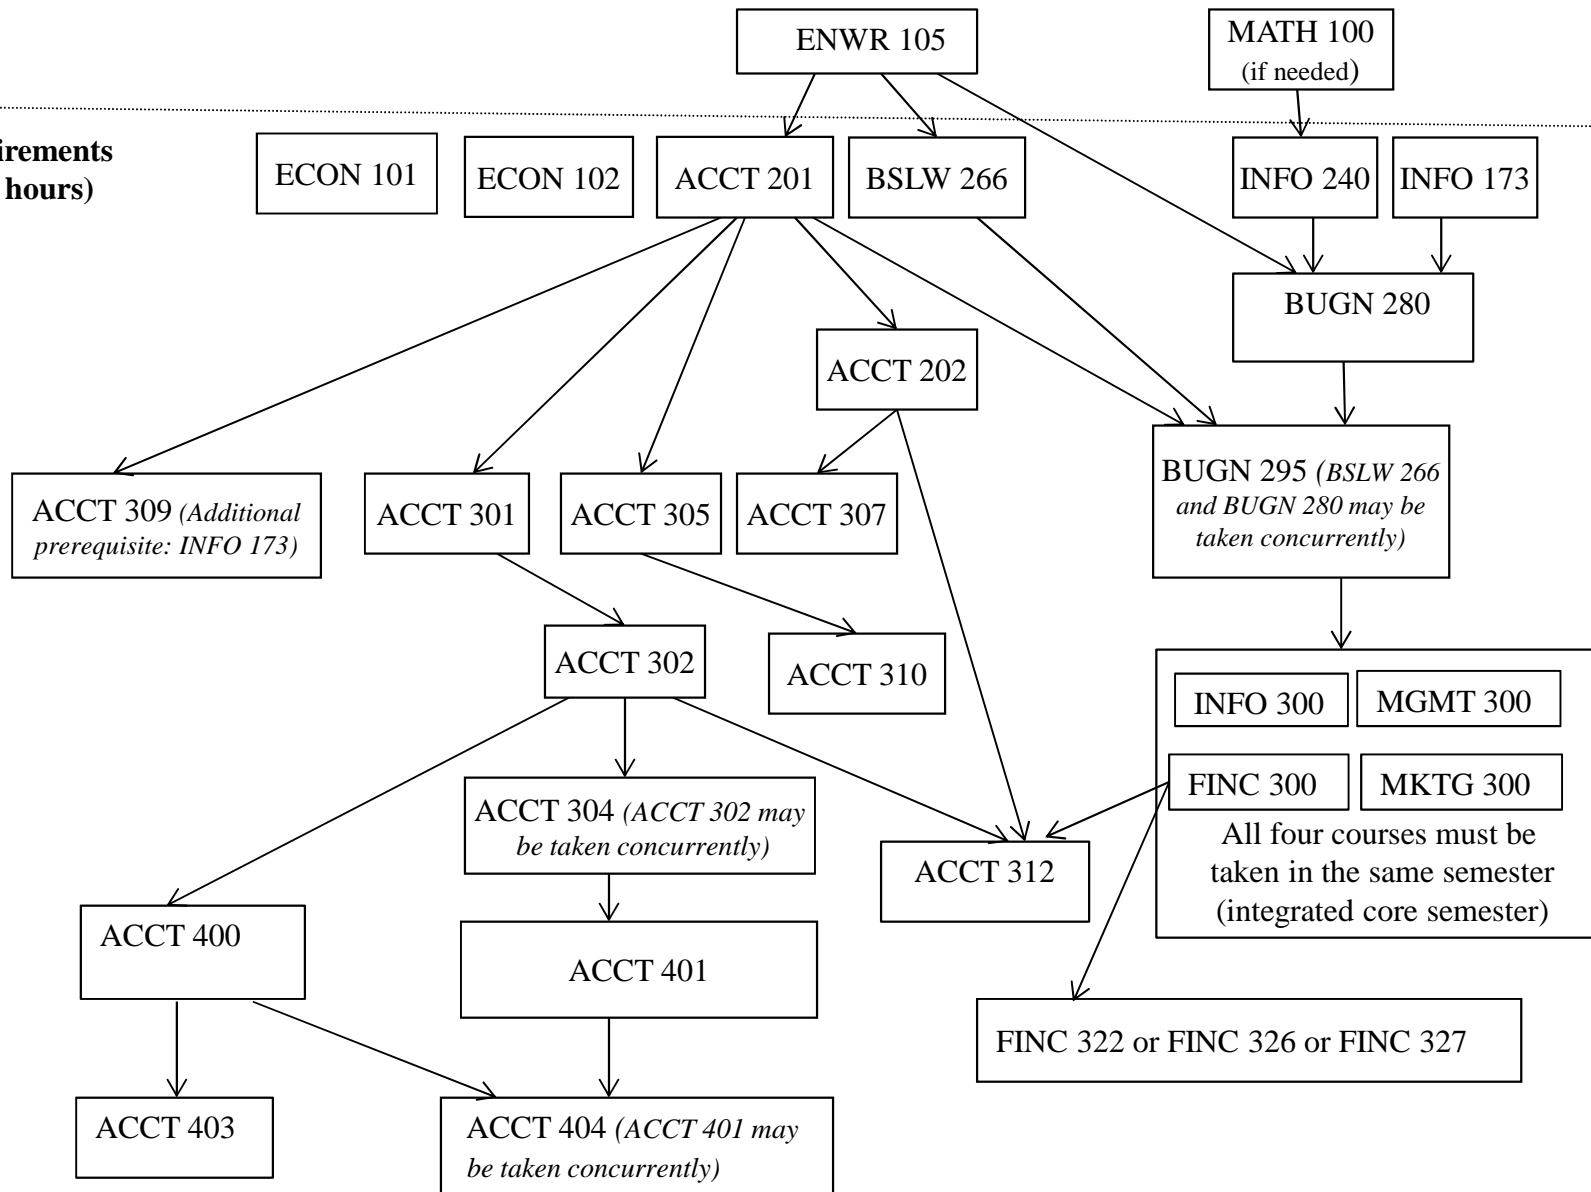 ENWR 105
MATH 100
(if needed)
irements
hours)
ECON 101
ECON 102
ACCT 201
BSLW 266
INFO 240
INFO 173
BUGN 280
ACCT 202
ACCT 309 (Additional
prerequisite: INFO 173)
ACCT 301
ACCT 305
ACCT 307
BUGN 295 (BSLW 266
and BUGN 280 may be
taken concurrently)
ACCT 302
ACCT 310
INFO 300
MGMT 300
FINC 300
MKTG 300
All four courses must be
taken in the same semester
(integrated core semester)
ACCT 304 (ACCT 302 may
be taken concurrently)
ACCT 312
ACCT 400
ACCT 401
FINC 322 or FINC 326 or FINC 327
ACCT 403
ACCT 404 (ACCT 401 may
be taken concurrently)